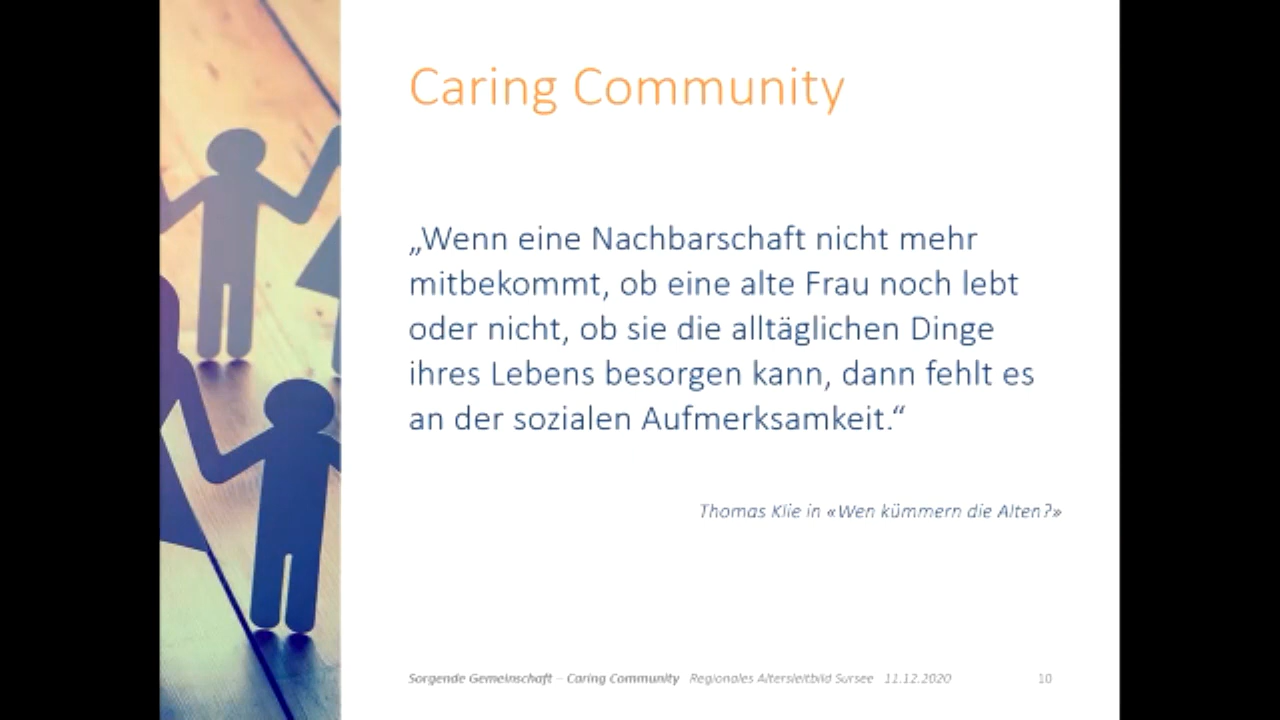 Caring Community
„Wenn eine Nachbarschaft nicht mehr
mitbekommt, ob eine alte Frau noch lebt
oder nicht, ob sie die alltäglichen Dinge
ihres Lebens besorgen kann, dann fehlt es
an der sozialen Aufmerksamkeit.“
Thomas Klie in «Wen kümmern die Alten?»
Sorgende Gemeinschaft – Caring Community Regionales Altersleitbild Sursee 11.12.2020 10